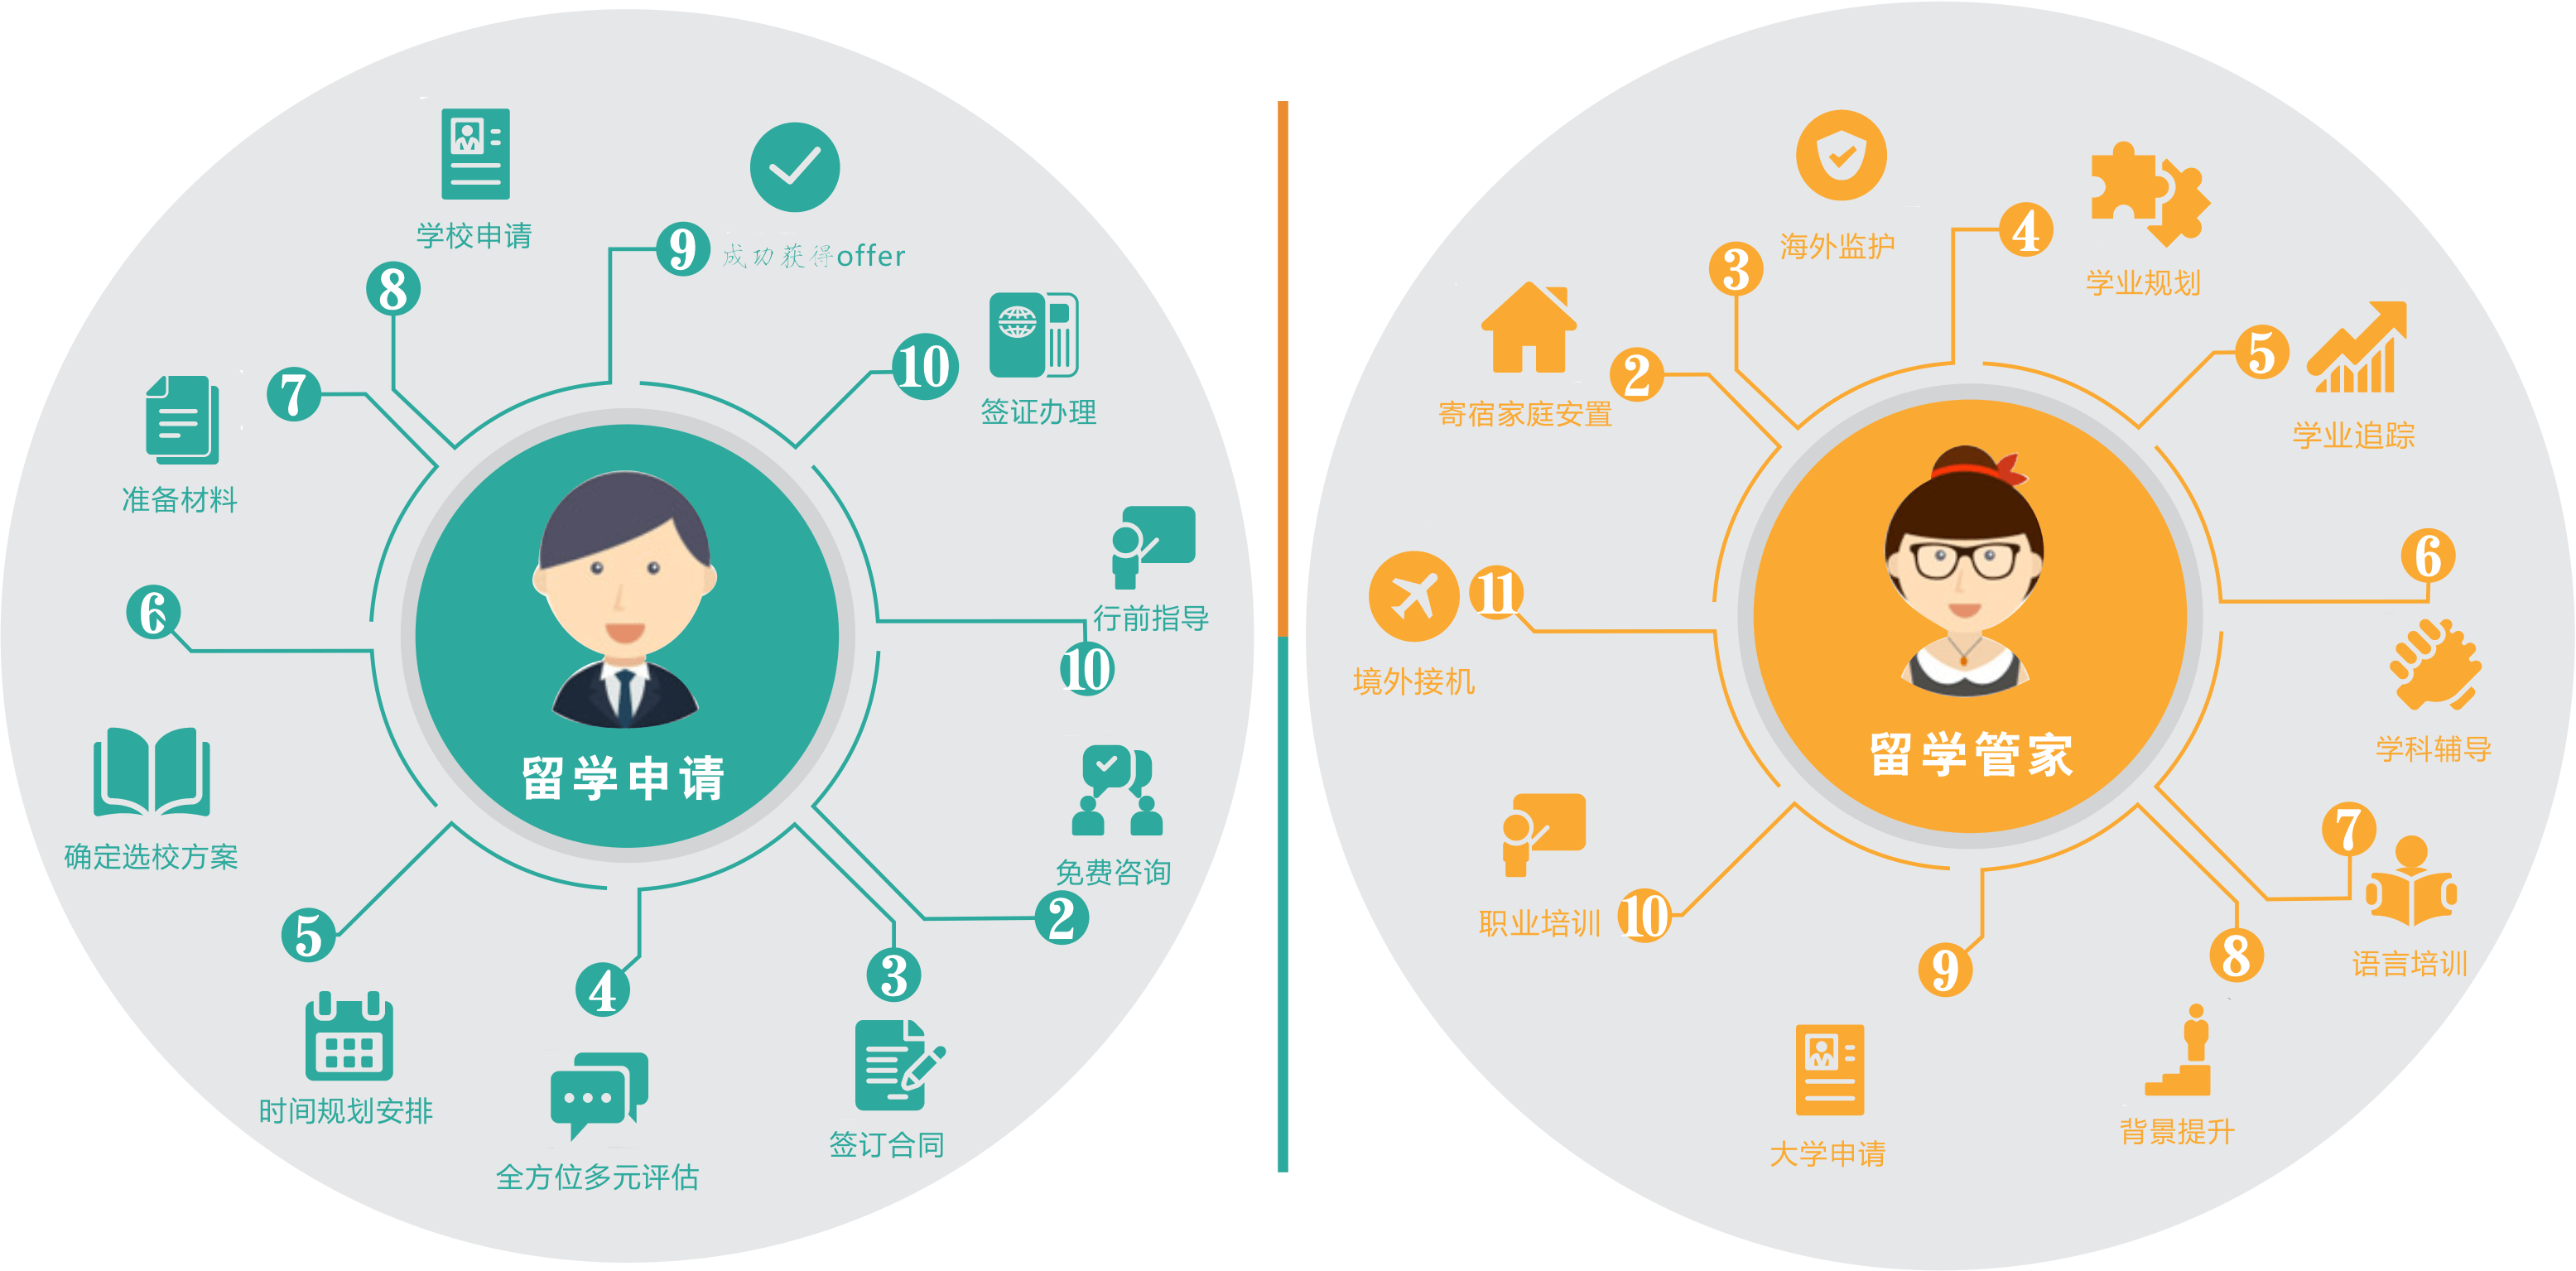 学校申请
8
9
成功获得offer
10
签证办理
7
准备材料
行前指导
10
6
确定选校方案
留学申请
免费咨询
2
5
时间规划安排
4
全方位多元评估
3
签订合同
海外监护
3
4
学业规划
2
寄宿家庭安置
5
学业追踪
11
境外接机
6
学科辅导
留学管家
7
语言培训
职业培训
10
9
大学申请
8
背景提升